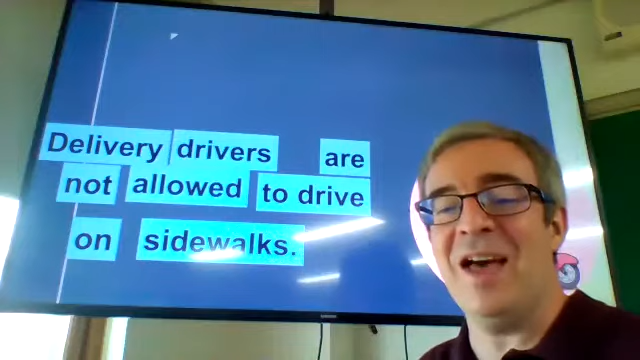 Delivery drivers are
not allowed to drive
on sidewalks.